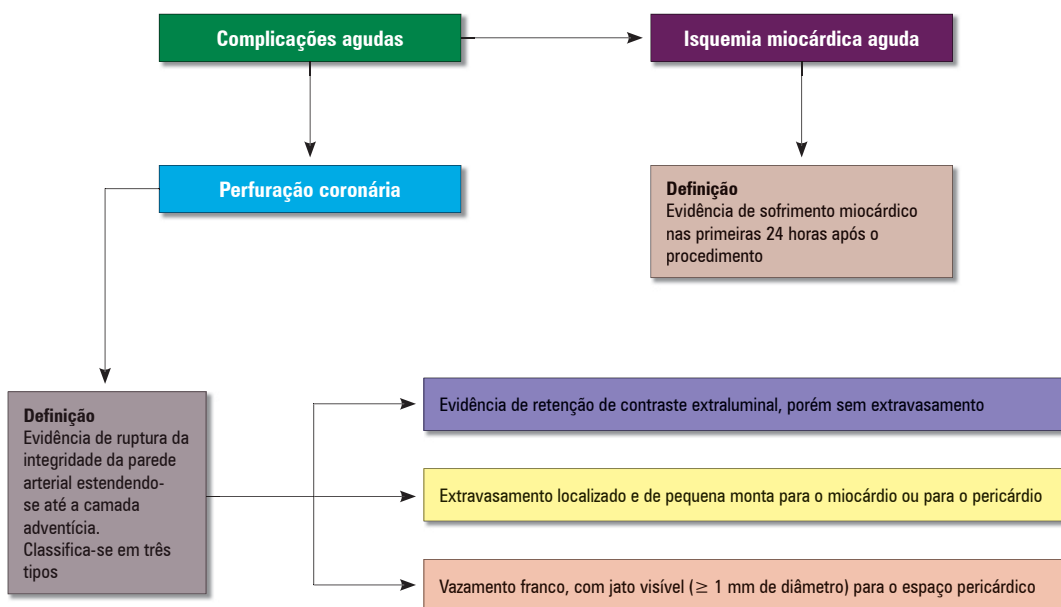 Complicações agudas
Isquemia miocárdica aguda
Perfuração coronária
Definição
Evidência de sofrimento miocárdico
nas primeiras 24 horas após o
procedimento
Definição
Evidência de ruptura da
integridade da parede
arterial estendendo-
se até a camada
adventícia.
Classifica-se em três
tipos
Evidência de retenção de contraste extraluminal, porém sem extravasamento
Extravasamento localizado e de pequena monta para o miocárdio ou para o pericárdio
Vazamento franco, com jato visível (≥ 1 mm de diâmetro) para o espaço pericárdico